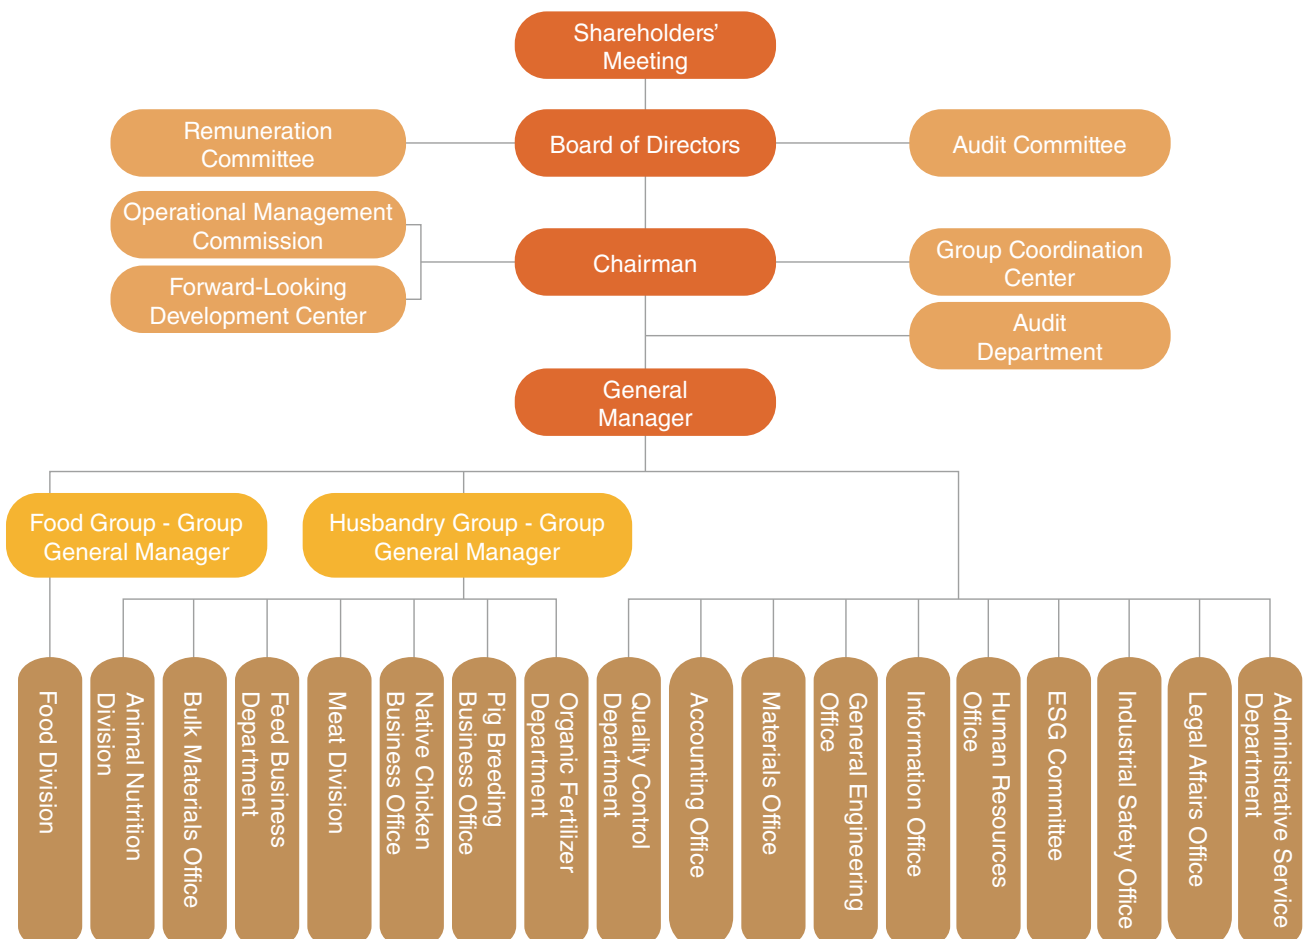 Shareholders'
Meeting
Remuneration
Committee
Board of Directors
Audit Committee
Operational Management
Commission
Chairman
Group Coordination
Center
Forward-Looking
Development Center
Audit
Department
General
Manager
Food Group - Group
General Manager
Husbandry Group - Group
General Manager
Food Division
Animal Nutrition
Division
Bulk Materials Office
Feed Business
Department
Meat Division
Native Chicken
Business Office
Pig Breeding
Business Office
Organic Fertilizer
Department
Quality Control
Department
Accounting Office
Materials Office
General Engineering
Office
Information Office
Human Resources
Office
ESG Committee
Industrial Safety Office
Legal Affairs Office
Administrative Service
Department